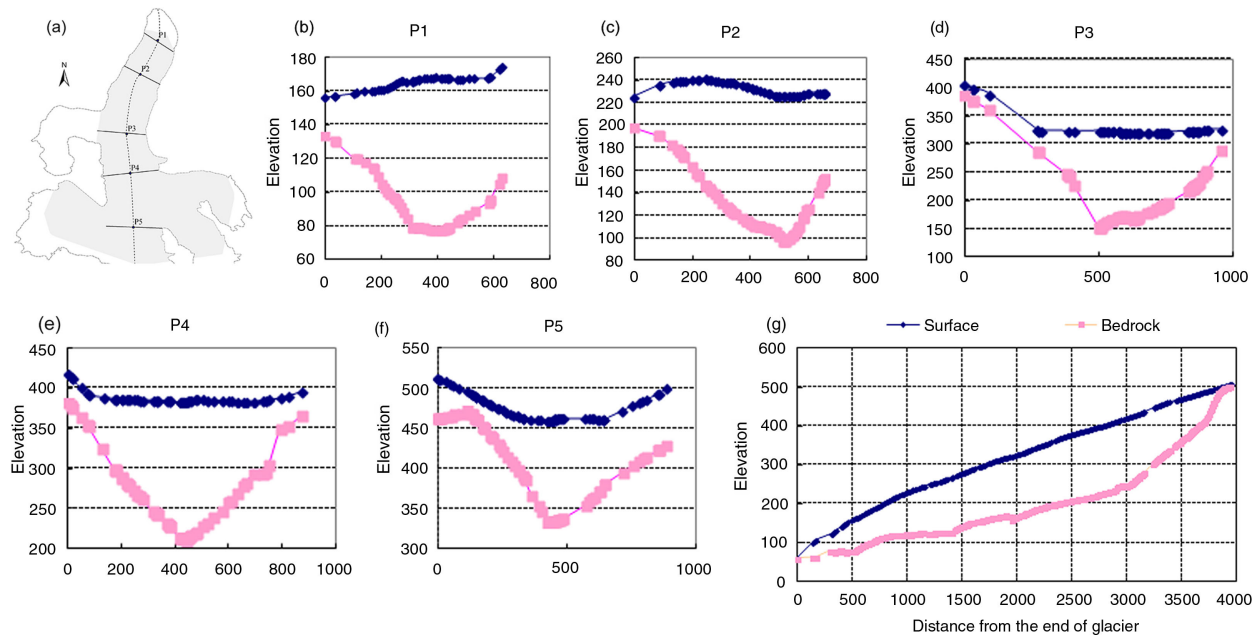 (a)
N
P1
P2
P3
P4
P5
(b)
P1
Elevation
180
160
140
120
100
80
60
0 200 400 600 800
(c)
P2
Elevation
260
240
220
200
180
160
140
120
100
80
0 200 400 600 800
(d)
P3
Elevation
450
400
350
300
250
200
150
100
0 500 1000
(e)
P4
Elevation
450
400
350
300
250
200
0 200 400 600 800 1000
(f)
P5
Elevation
550
500
450
400
350
300
0 500 1000
(g)
Surface Bedrock
Elevation
600
500
400
300
200
100
0
0 500 1000 1500 2000 2500 3000 3500 4000
Distance from the end of glacier